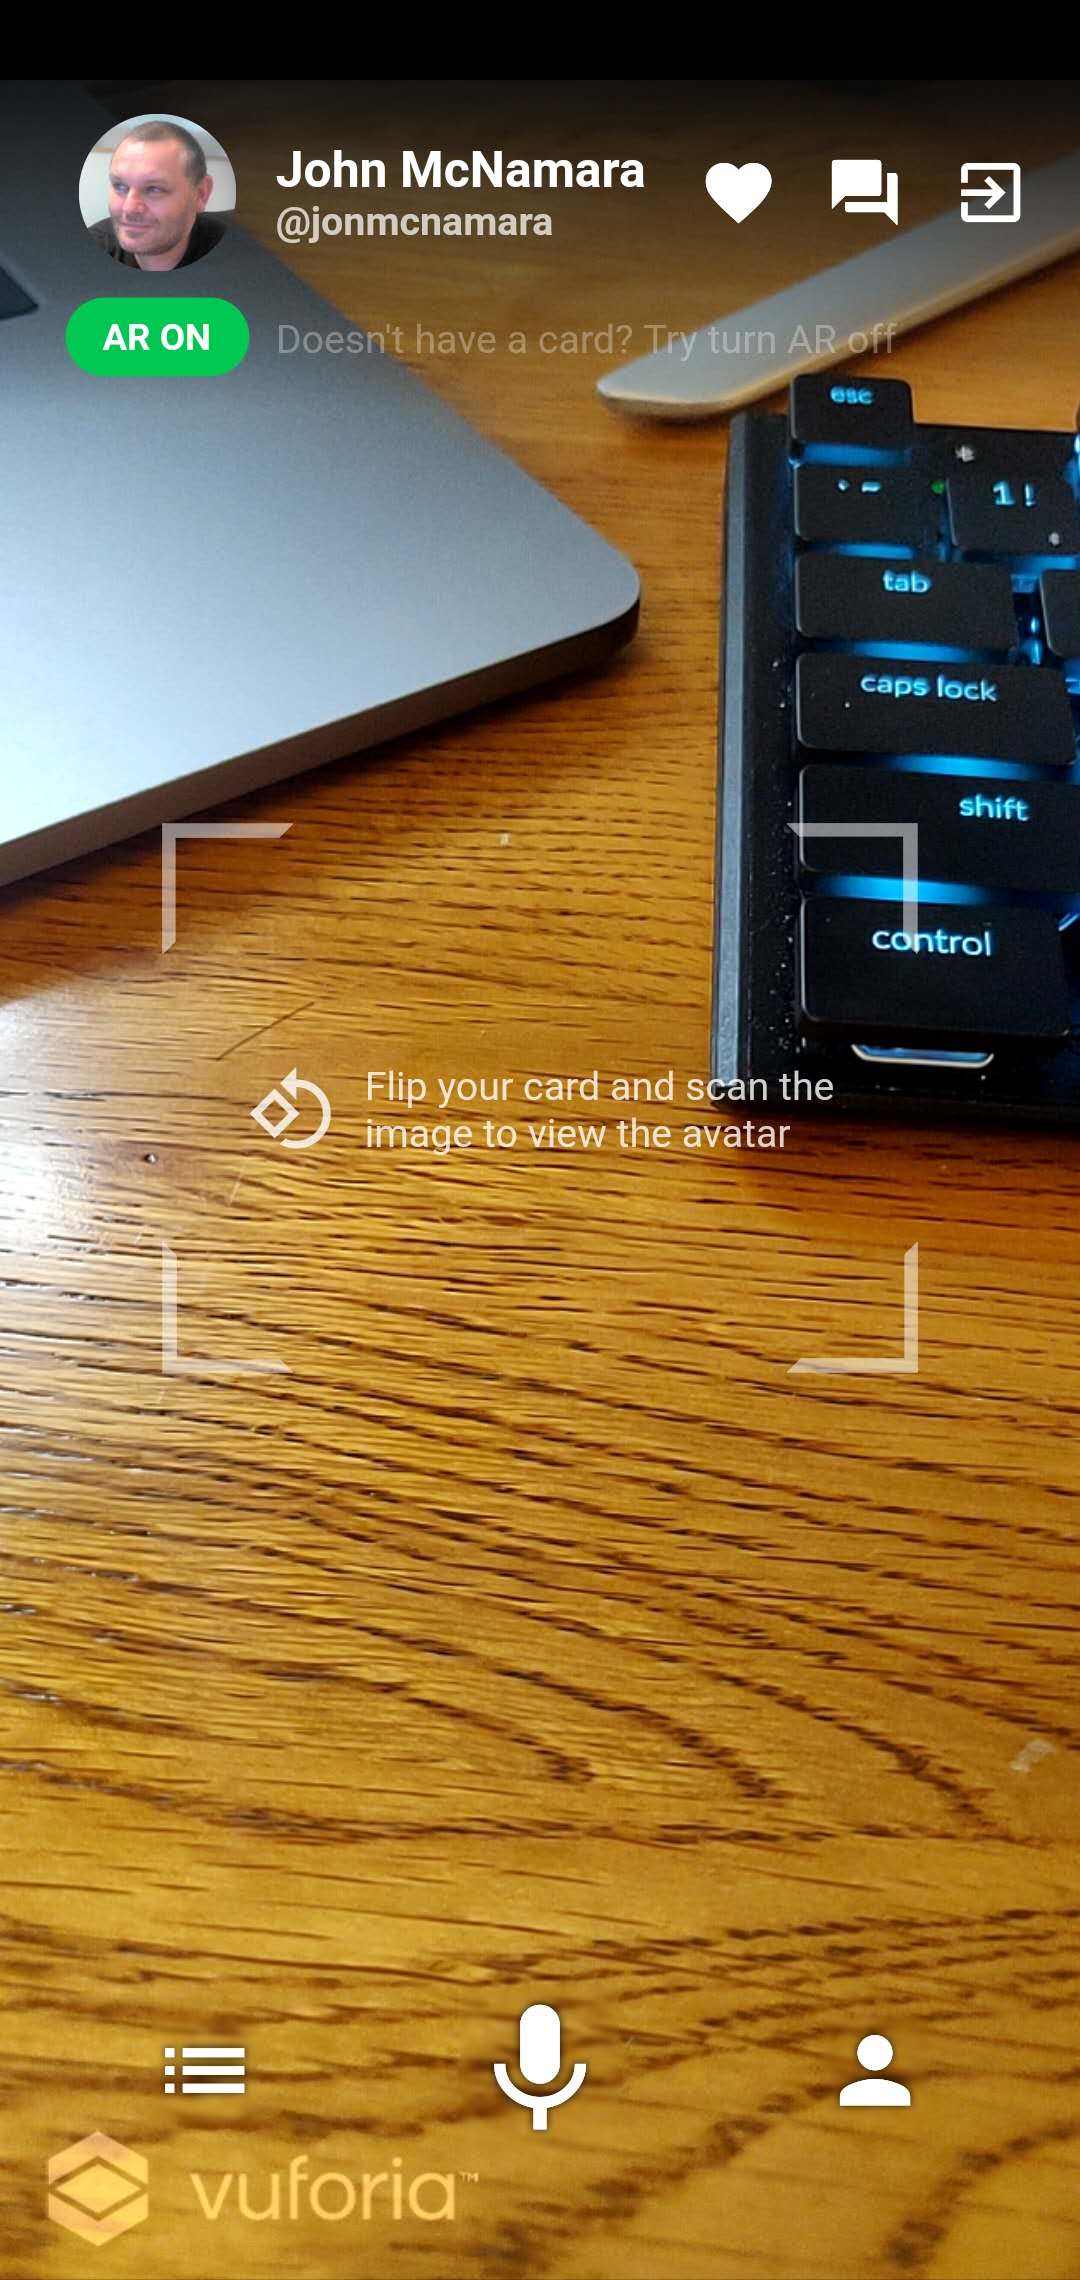 John McNamara
@jonmcnamara
AR ON
Doesn't have a card? Try turn AR off
esc
1!
tab
caps lock
shift
control
Flip your card and scan the
image to view the avatar
vuforia™